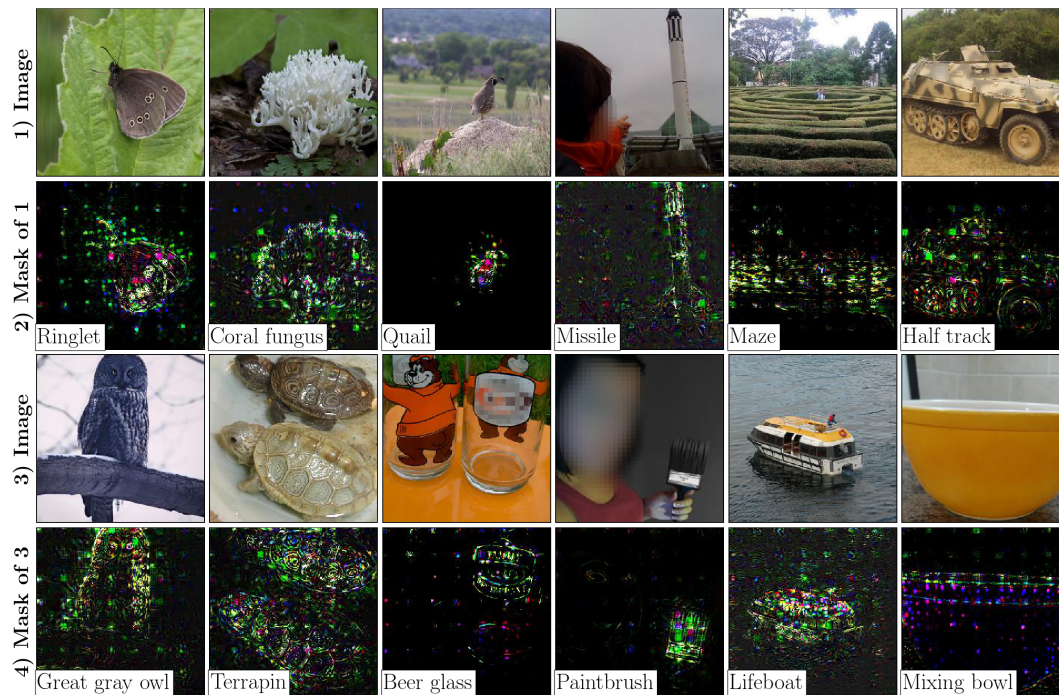 1) Image
2) Mask of 1
Ringlet
Coral fungus
Quail
Missile
Maze
Half track
3) Image
4) Mask of 3
Great gray owl
Terrapin
Beer glass
Paintbrush
Lifeboat
Mixing bowl